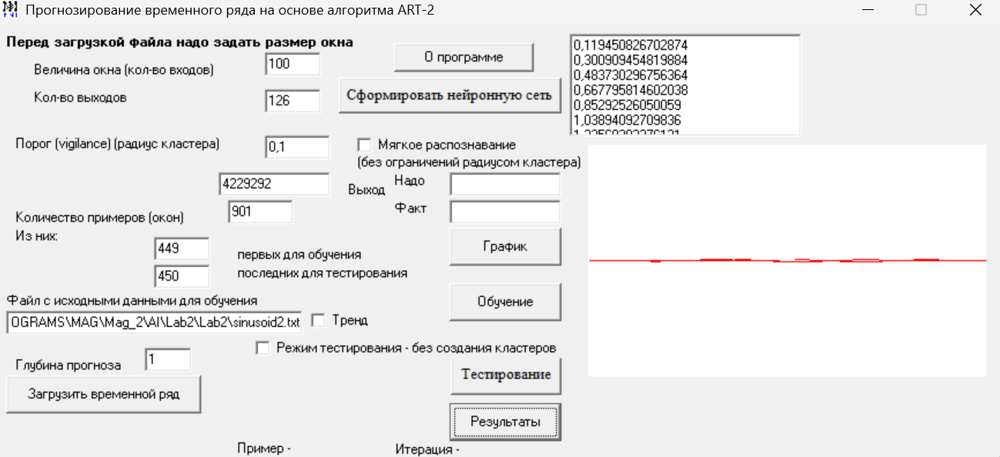 Прогнозирование временного ряда на основе алгоритма ART-2
Перед загрузкой файла надо задать размер окна
Величина окна (кол-во входов)
100
Кол-во выходов
126
Порог (vigilance) (радиус кластера)
0,1
4229292
Количество примеров (окон)
901
Из них:
449
первых для обучения
450
последних для тестирования
Файл с исходными данными для обучения
OGRAMS\MAG\Mag_2\AI\Lab2\Lab2\sinusoid2.txt
Тренд
Режим тестирования - без создания кластеров
Глубина прогноза
1
Загрузить временной ряд
О программе
Сформировать нейронную сеть
Мягкое распознавание
(без ограничений радиусом кластера)
Выход
Надо
Факт
График
Обучение
Тестирование
Результаты
Пример -
Итерация -
0,119450826702874
0,300909454819884
0,483730296756364
0,667795814602038
0,85292526050059
1,03894092709836